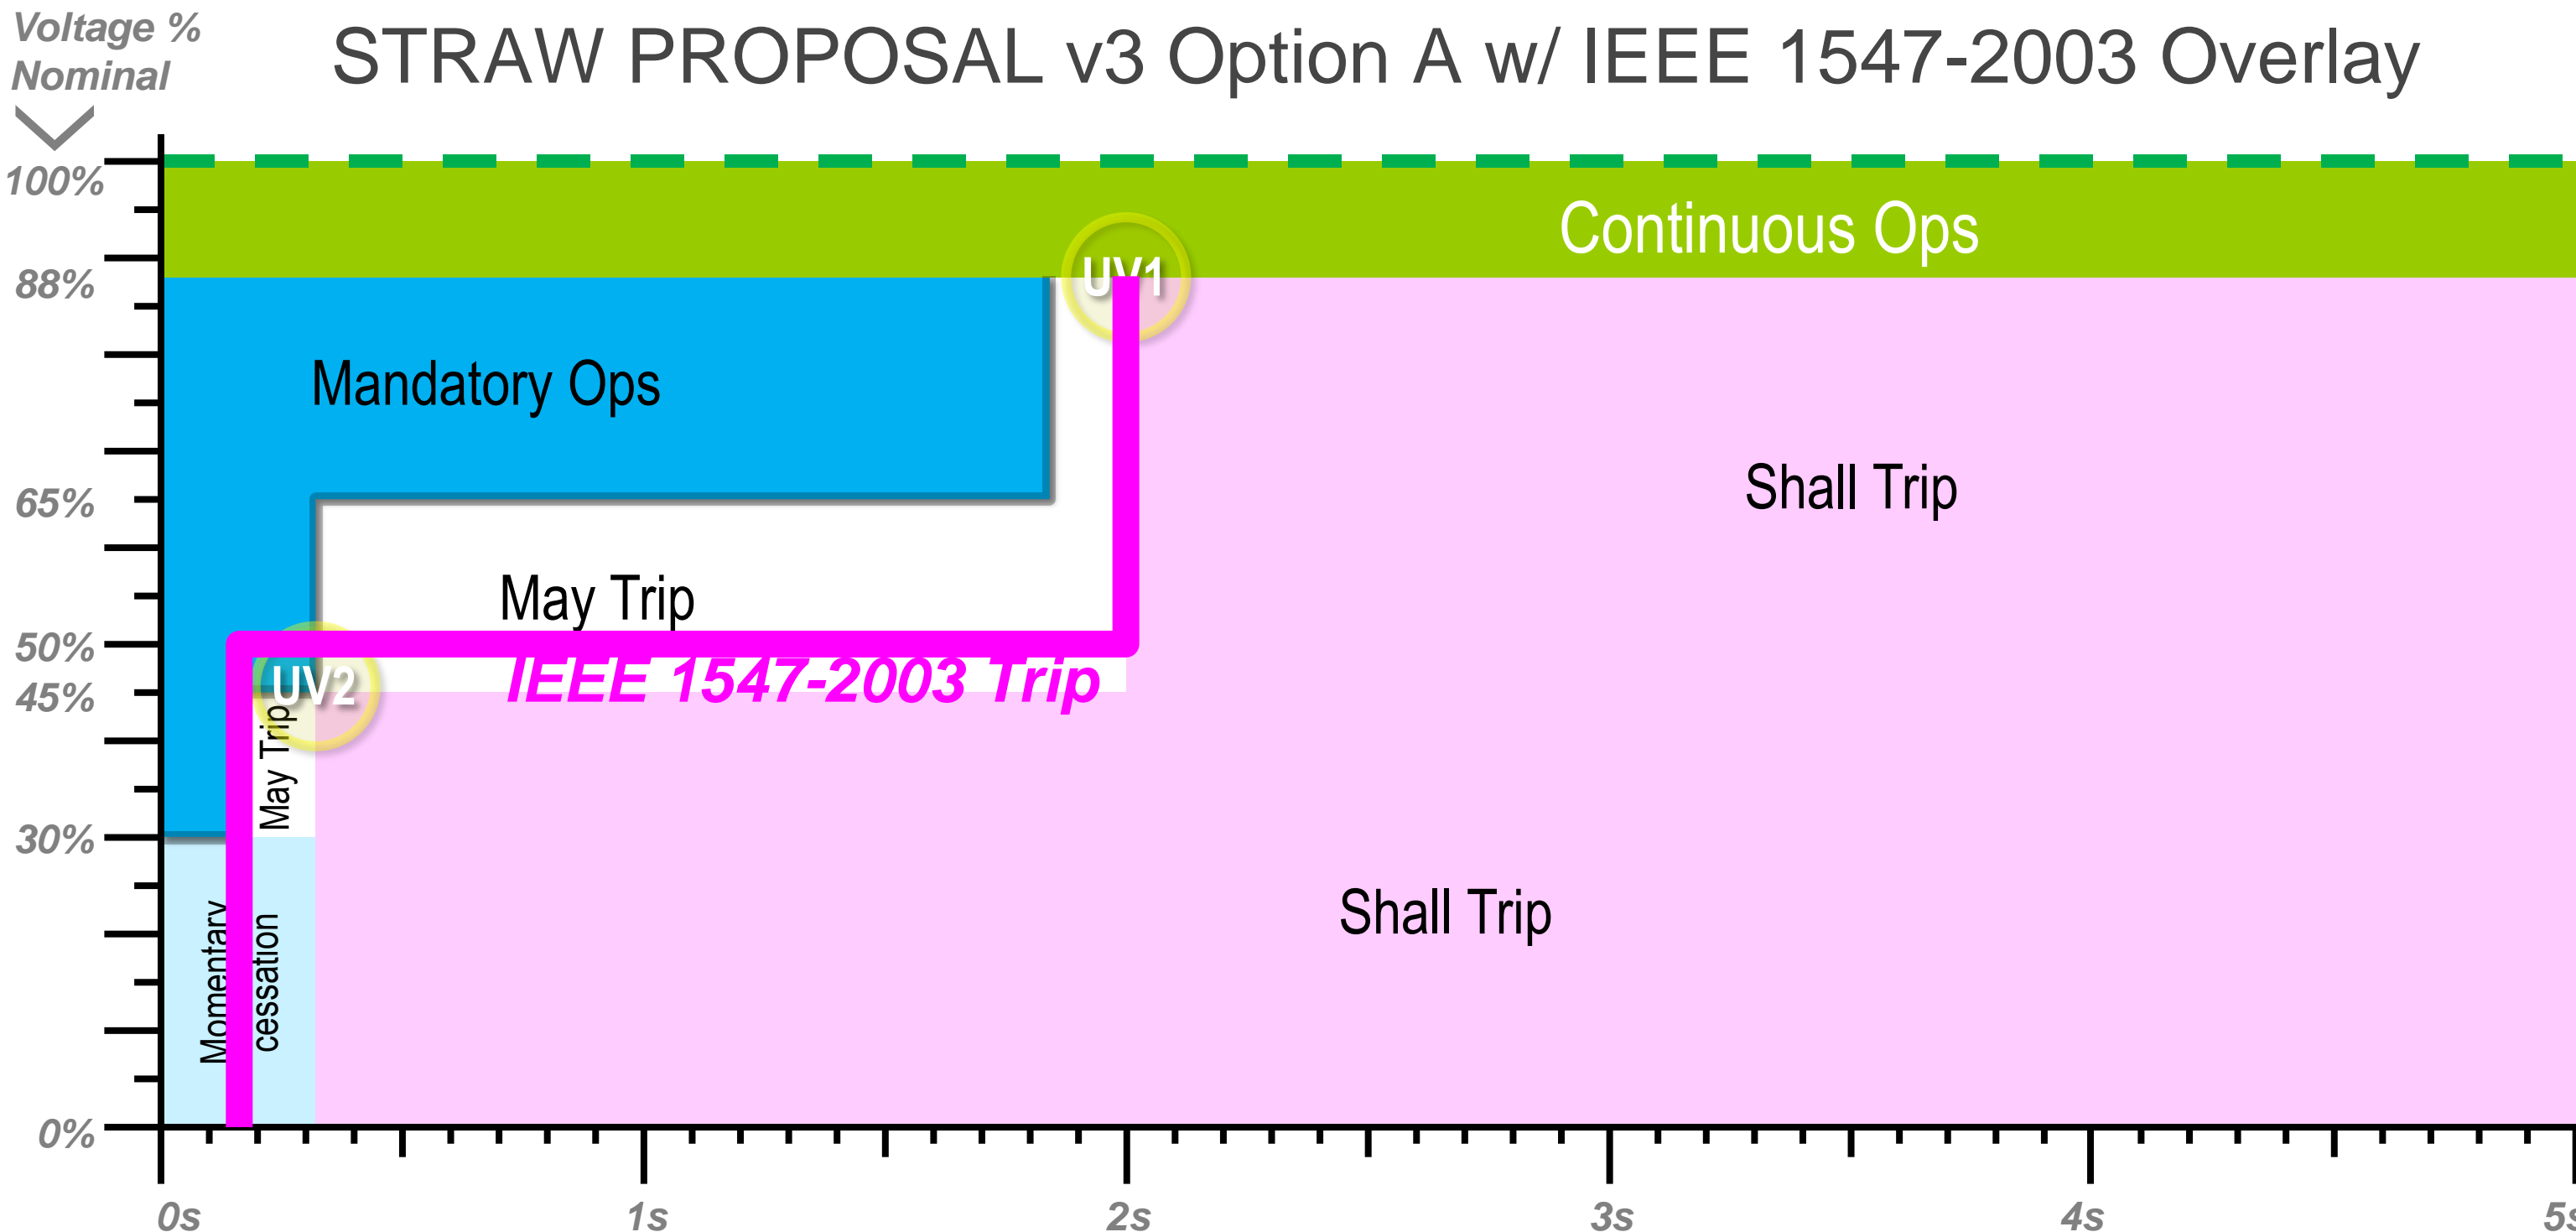 Voltage %
Nominal
STRAW PROPOSAL v3 Option A w/ IEEE 1547-2003 Overlay
100%
Continuous Ops
UV1
88%
Mandatory Ops
65%
Shall Trip
May Trip
50%
IEEE 1547-2003 Trip
UV2
45%
May Trip
30%
Shall Trip
Momentary
cessation
0%
0s
1s
2s
3s
4s
5s